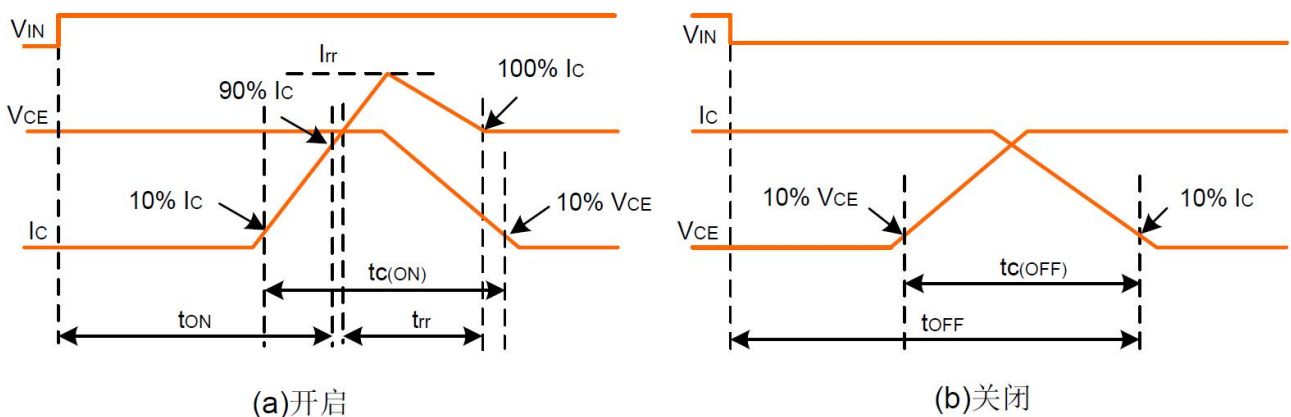 VIN
Irr
100% IC
90% IC
VCE
10% IC
10% VCE
IC
tC(ON)
tON
trr
(a)开启
VIN
IC
10% VCE
10% IC
VCE
tC(OFF)
tOFF
(b)关闭